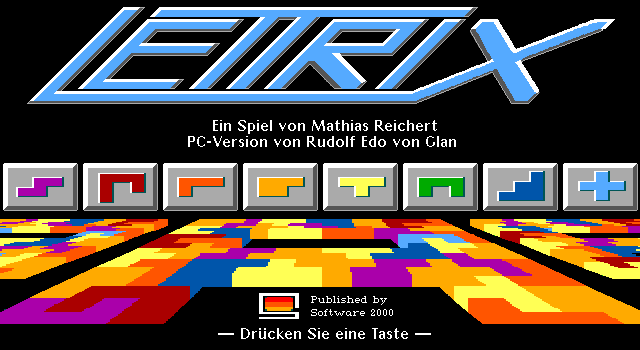 LETTRIX
Ein Spiel von Mathias Reichert
PC-Version von Rudolf Edo von Glan
Published by
Software 2000
— Drücken Sie eine Taste —